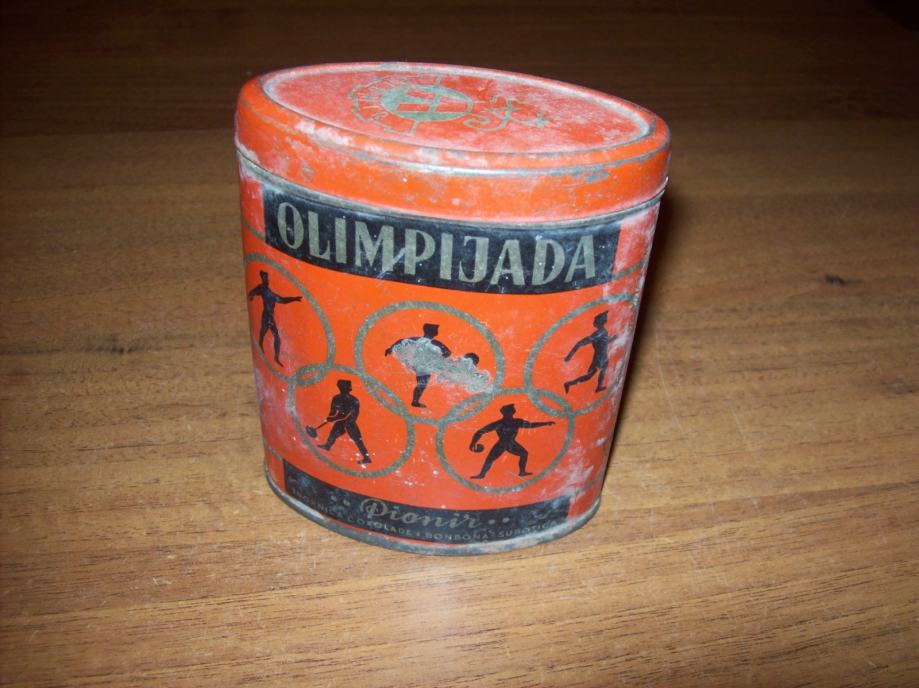 OLIMPIJADA
Pionir
ČOKOLADE I BONBONA SUBOTICA